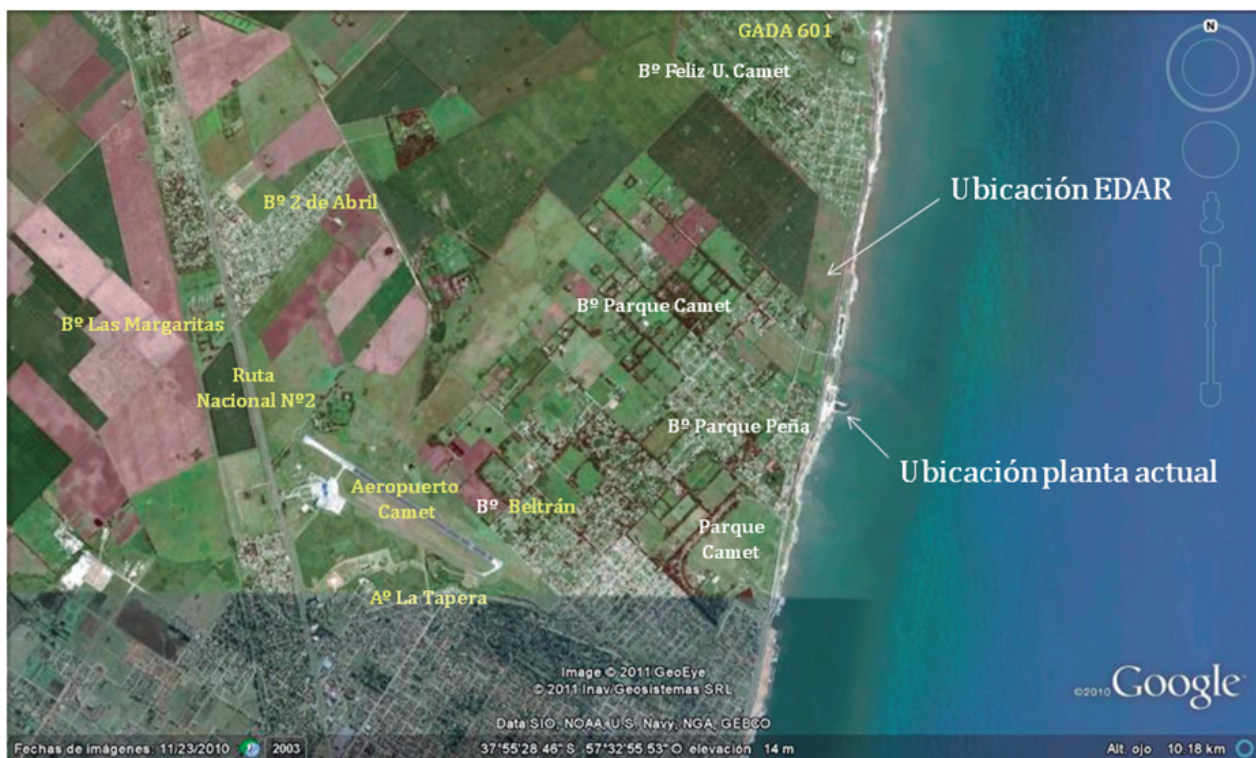 GADA 601
Bº Feliz U. Camet
N
Ubicación EDAR
Bº 2 de Abril
Bº Parque Camet
Bº Las Margaritas
Ruta
Nacional Nº2
Bº Parque Peña
Ubicación planta actual
Aeropuerto
Camet
Bº Beltrán
Parque
Camet
Aº La Tapera
Image © 2011 GeoEye
© 2011 Inav/Geosistemas SRL
©2010 Google
Data SIO, NOAA, U.S. Navy, NGA, GEBCO
Fechas de imágenes: 11/23/2010 2003 37°55'28.46" S 57°32'55.53" O elevación 14 m Alt. ojo 10.18 km